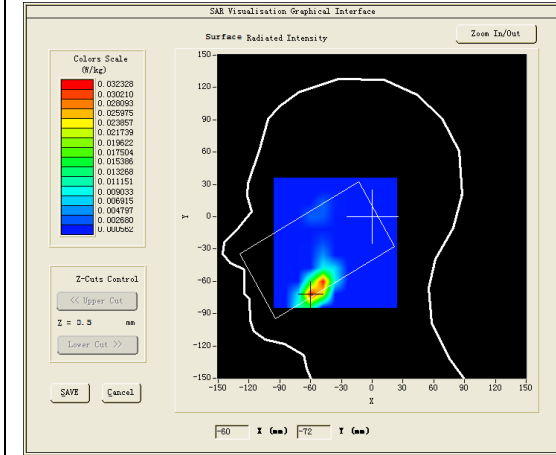 SAR Visualisation Graphical Interface
Surface Radiated Intensity
Zoom In/Out
Colors Scale
(W/kg)
0.032328
0.030210
0.028093
0.025975
0.023857
0.021739
0.019622
0.017504
0.015386
0.013268
0.011151
0.009033
0.006915
0.004797
0.002680
0.000562
150
120
90
60
30
0
-30
-60
-90
-120
-150
Y
-150 -120 -90 -60 -30 0 30 60 90 120 150
X
Z-Cuts Control
<< Upper Cut
Z = 0.5 mm
Lower Cut >>
SAVE
Cancel
-60 X (mm) -72 Y (mm)